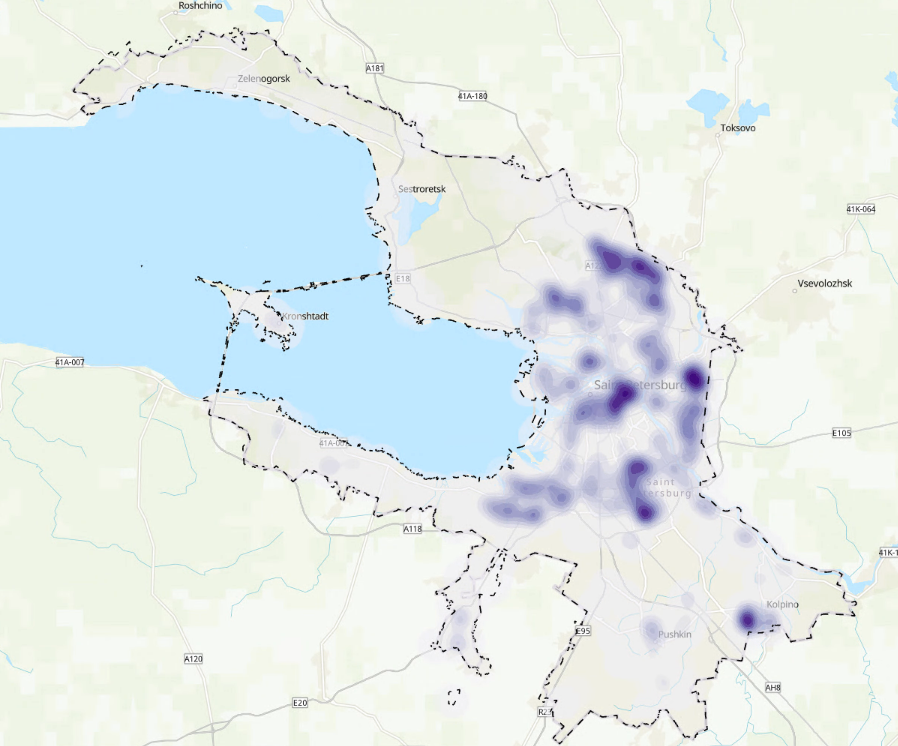 Roshchino
Zelenogorsk
A181
41A-180
Toksovo
Sestroretsk
41K-064
E18
Vsevolozhsk
Kronshtadt
41A-007
Saint Petersburg
E105
Saint
Petersburg
A118
41K-1
Kolpino
E95
Pushkin
A120
AH8
E20